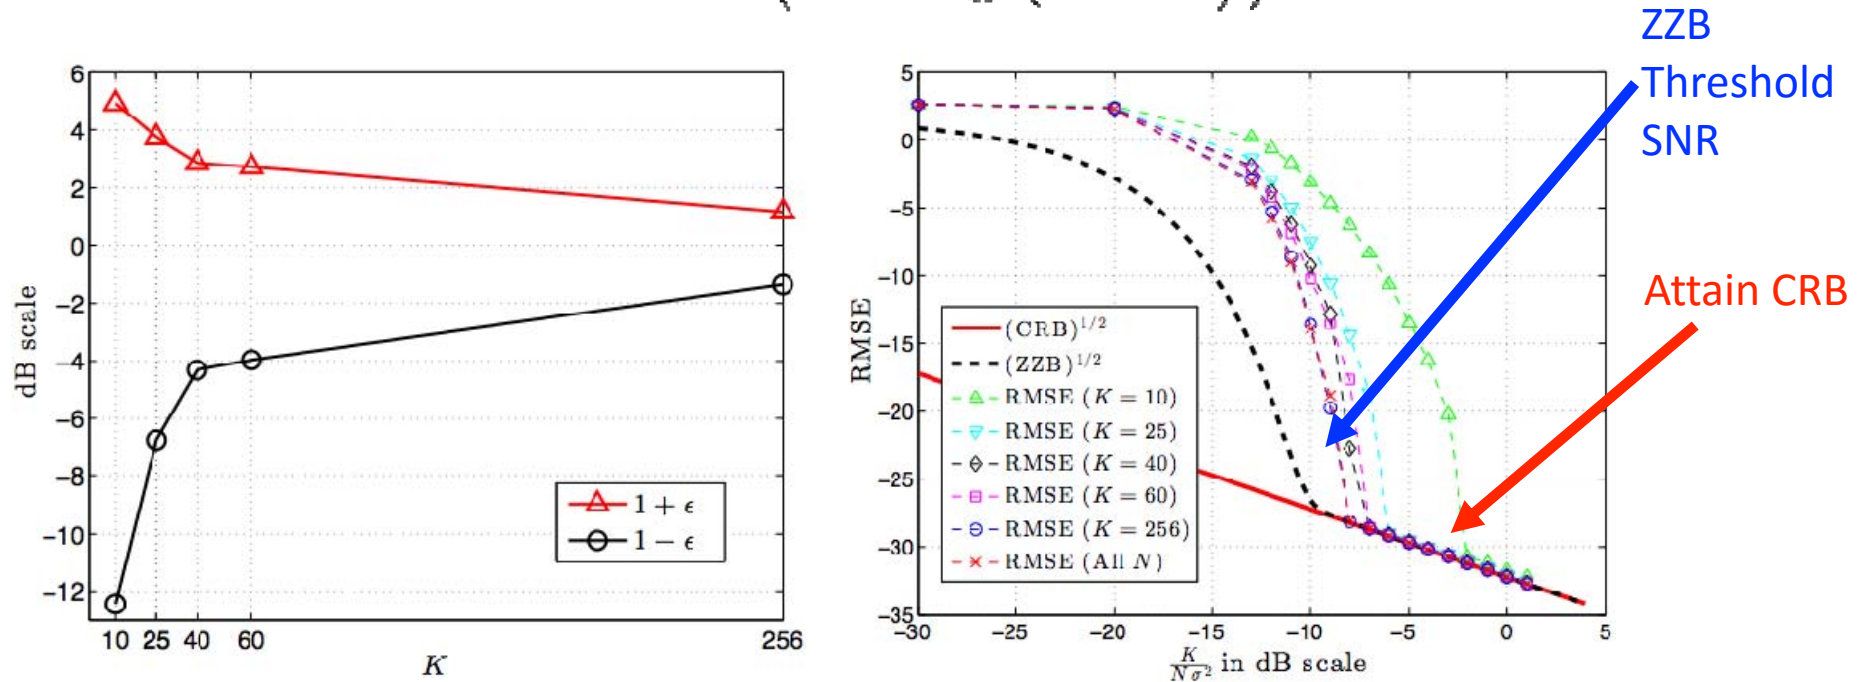 ZZB
Threshold
SNR
Attain CRB
6
4
2
0
−2
−4
−6
−8
−10
−12
dB scale
1 + ϵ
1 − ϵ
10 25 40 60 256
K
5
0
−5
−10
−15
−20
−25
−30
−35
RMSE
(CRB)^{1/2}
(ZZB)^{1/2}
RMSE (K = 10)
RMSE (K = 25)
RMSE (K = 40)
RMSE (K = 60)
RMSE (K = 256)
RMSE (All N)
−30 −25 −20 −15 −10 −5 0 5
K/Nσ² in dB scale